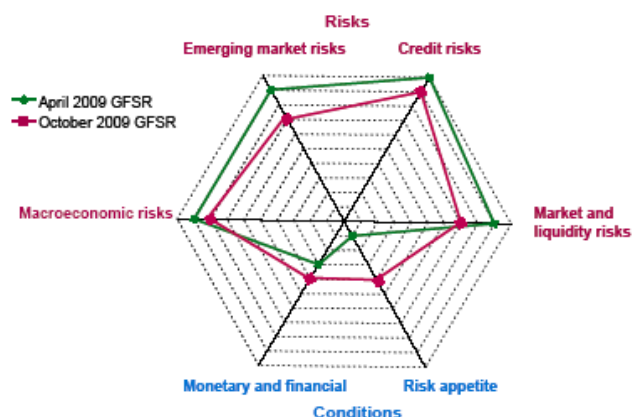 Risks
Emerging market risks
Credit risks
April 2009 GFSR
October 2009 GFSR
Macroeconomic risks
Market and
liquidity risks
Monetary and financial
Risk appetite
Conditions